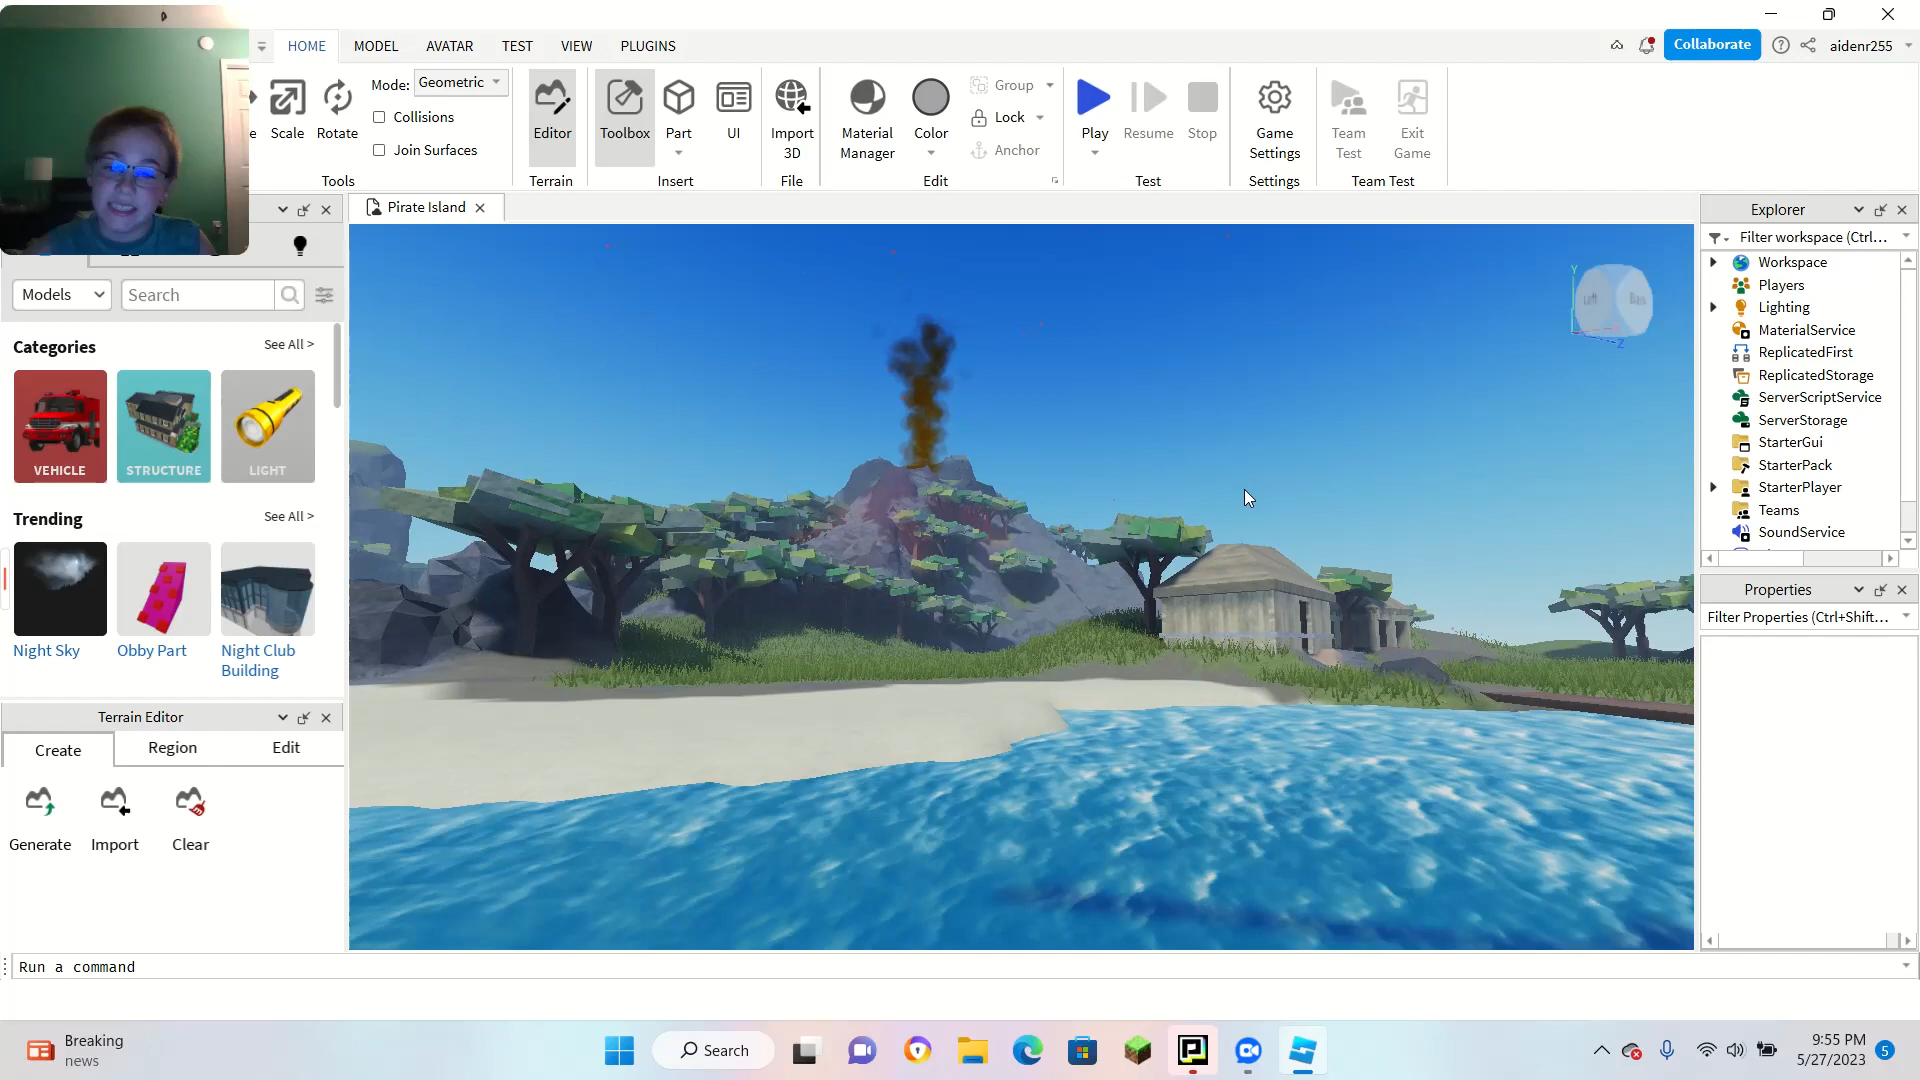 HOME
MODEL
AVATAR
TEST
VIEW
PLUGINS
Collaborate
aidenr255
Scale
Rotate
Mode:
Geometric
Collisions
Join Surfaces
Tools
Editor
Terrain
Toolbox
Part
UI
Insert
Import
3D
File
Material
Manager
Color
Group
Lock
Anchor
Edit
Play
Resume
Stop
Test
Game
Settings
Settings
Team
Test
Exit
Game
Team Test
Pirate Island
Models
Search
Categories
See All >
VEHICLE
STRUCTURE
LIGHT
Trending
See All >
Night Sky
Obby Part
Night Club
Building
Terrain Editor
Create
Region
Edit
Generate
Import
Clear
Y
Left
Back
Z
Explorer
Filter workspace (Ctrl...
Workspace
Players
Lighting
MaterialService
ReplicatedFirst
ReplicatedStorage
ServerScriptService
ServerStorage
StarterGui
StarterPack
StarterPlayer
Teams
SoundService
Properties
Filter Properties (Ctrl+Shift...
Run a command
Breaking
news
Search
9:55 PM
5/27/2023
5